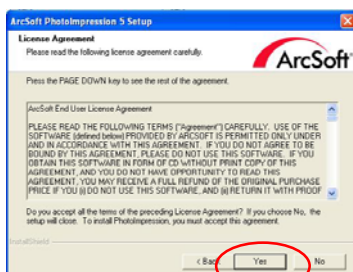 ArcSoft PhotoImpression 5 Setup
License Agreement
Please read the following license agreement carefully.
ArcSoft
Press the PAGE DOWN key to see the rest of the agreement.
ArcSoft End User License Agreement
PLEASE READ THE FOLLOWING TERMS ("Agreement") CAREFULLY. USE OF THE
SOFTWARE (defined below) PROVIDED BY ARCSOFT IS PERMITTED ONLY UNDER
AND IN ACCORDANCE WITH THIS AGREEMENT. IF YOU DO NOT AGREE TO BE
BOUND BY THIS AGREEMENT, PLEASE DO NOT USE THIS SOFTWARE. IF YOU
OBTAIN THIS SOFTWARE IN FORM OF CD WITHOUT PRINT COPY OF THIS
AGREEMENT, AND YOU DO NOT HAVE OPPORTUNITY TO READ THIS
AGREEMENT, YOU MAY RECEIVE A FULL REFUND OF THE ORIGINAL PURCHASE
PRICE IF YOU (i) DO NOT USE THIS SOFTWARE, AND (ii) RETURN IT WITH PROOF
Do you accept all the terms of the preceding License Agreement? If you choose No, the
setup will close. To install PhotoImpression, you must accept this agreement.
InstallShield
< Back Yes No